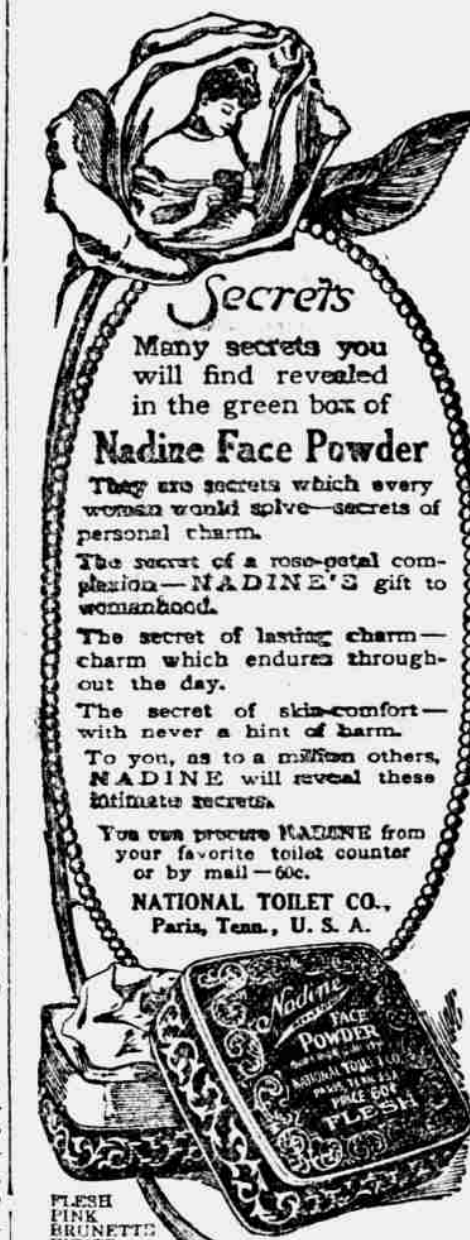 Secrets
Many secrets you
will find revealed
in the green box of
Nadine Face Powder
They are secrets which every
woman would solve—secrets of
personal charm.
The secret of a rose-petal com-
plexion—NADINE'S gift to
womanhood.
The secret of lasting charm—
charm which endures through-
out the day.
The secret of skin-comfort—
with never a hint of harm.
To you, as to a million others,
NADINE will reveal these
intimate secrets.
You can procure NADINE from
your favorite toilet counter
or by mail—60c.
NATIONAL TOILET CO.,
Paris, Tenn., U. S. A.
Nadine
FACE
POWDER
NATIONAL TOILET CO.
PARIS, TENN. U.S.A.
PRICE 60¢
FLESH
FLESH
PINK
BRUNETTE